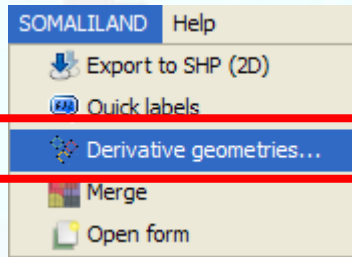 SOMALILAND Help
Export to SHP (2D)
Quick labels
Derivative geometries...
Merge
Open form